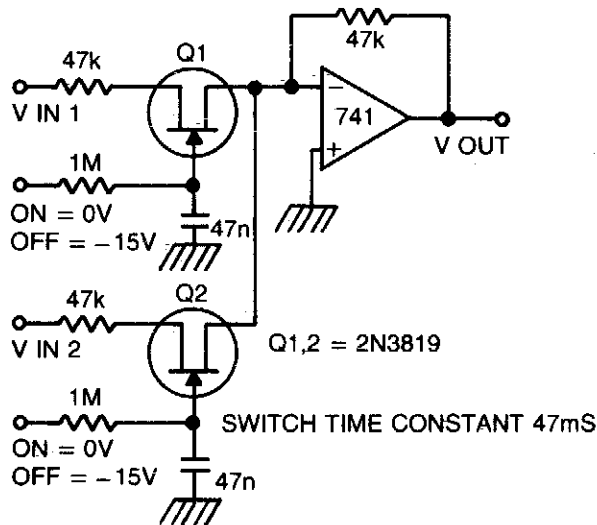 47k
Q1
V IN 1
1M
ON = 0V
OFF = −15V
47n
47k
−
741
+
V OUT
Q2
47k
V IN 2
Q1,2 = 2N3819
1M
SWITCH TIME CONSTANT 47mS
ON = 0V
OFF = −15V
47n